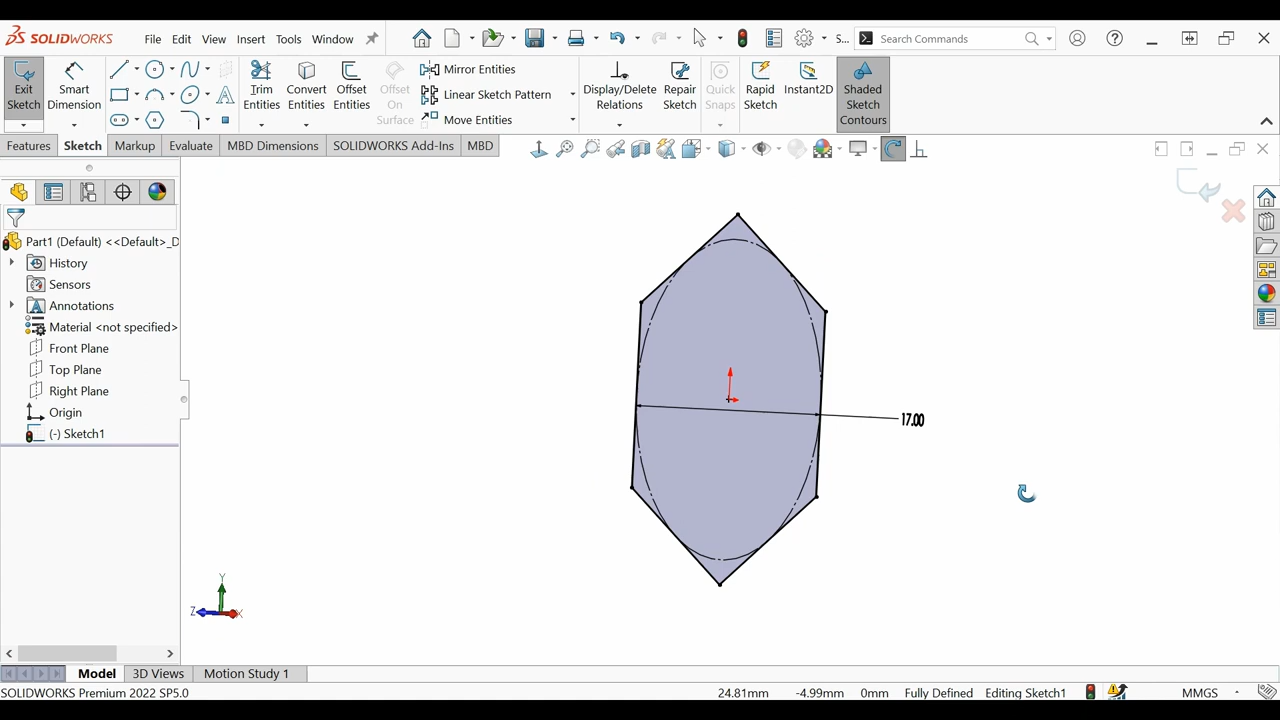 SOLIDWORKS File Edit View Insert Tools Window S... Search Commands
Exit Sketch
Smart Dimension
Trim Entities
Convert Entities
Offset Entities
Offset On Surface
Mirror Entities
Linear Sketch Pattern
Move Entities
Display/Delete Relations
Repair Sketch
Quick Snaps
Rapid Sketch
Instant2D
Shaded Sketch Contours
Features Sketch Markup Evaluate MBD Dimensions SOLIDWORKS Add-Ins MBD
Part1 (Default) <<Default>_D
History
Sensors
Annotations
Material <not specified>
Front Plane
Top Plane
Right Plane
Origin
(-) Sketch1
17.00
Y
Z X
Model 3D Views Motion Study 1
SOLIDWORKS Premium 2022 SP5.0 24.81mm -4.99mm 0mm Fully Defined Editing Sketch1 MMGS